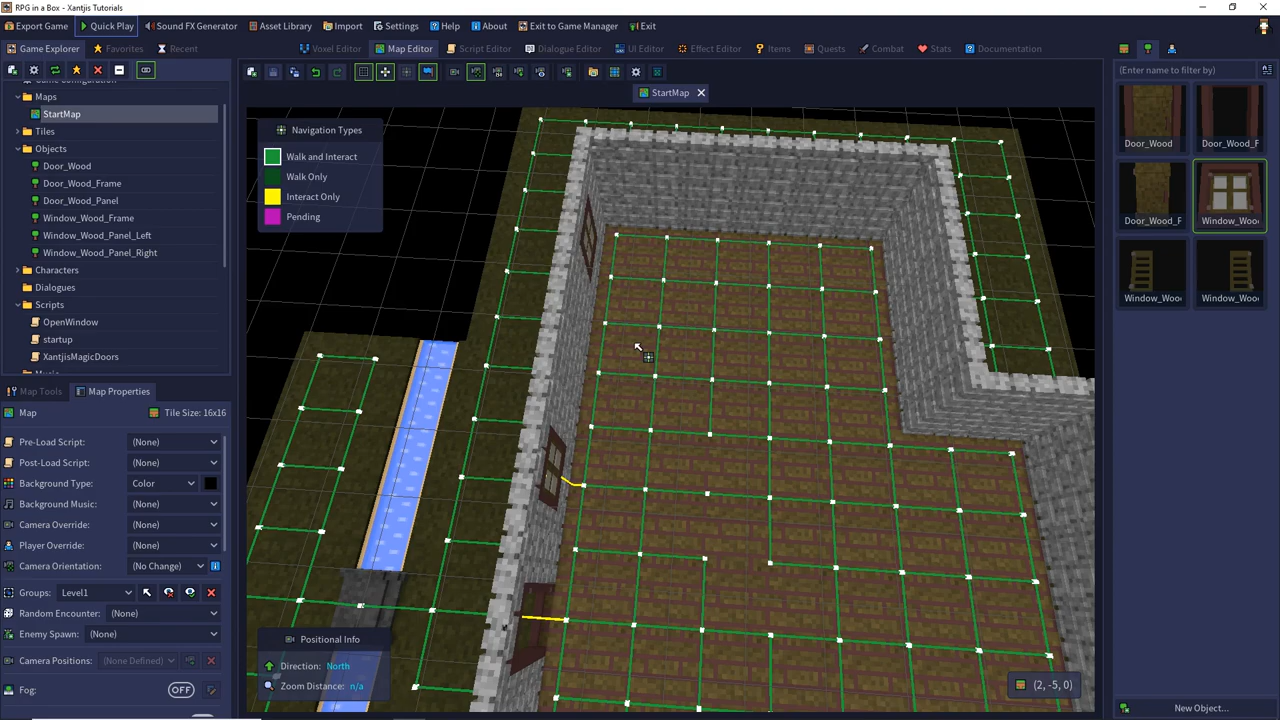 RPG in a Box - Xantjis Tutorials
Export Game Quick Play Sound FX Generator Asset Library Import Settings Help About Exit to Game Manager Exit
Game Explorer Favorites Recent Voxel Editor Map Editor Script Editor Dialogue Editor UI Editor Effect Editor Items Quests Combat Stats Documentation
Maps
StartMap
Tiles
Objects
Door_Wood
Door_Wood_Frame
Door_Wood_Panel
Window_Wood_Frame
Window_Wood_Panel_Left
Window_Wood_Panel_Right
Characters
Dialogues
Scripts
OpenWindow
startup
XantjisMagicDoors
Map Tools Map Properties
Map Tile Size: 16x16
Pre-Load Script: (None)
Post-Load Script: (None)
Background Type: Color
Background Music: (None)
Camera Override: (None)
Player Override: (None)
Camera Orientation: (No Change)
Groups: Level1
Random Encounter: (None)
Enemy Spawn: (None)
Camera Positions: (None Defined)
Fog: OFF
StartMap
Navigation Types
Walk and Interact
Walk Only
Interact Only
Pending
Positional Info
Direction: North
Zoom Distance: n/a
(2, -5, 0)
(Enter name to filter by)
Door_Wood Door_Wood_F
Door_Wood_F Window_Woo
Window_Woo Window_Woo
New Object...